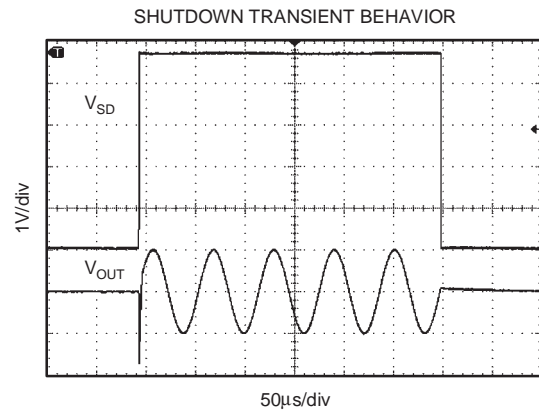 SHUTDOWN TRANSIENT BEHAVIOR
T
V_SD
1V/div
V_OUT
50μs/div